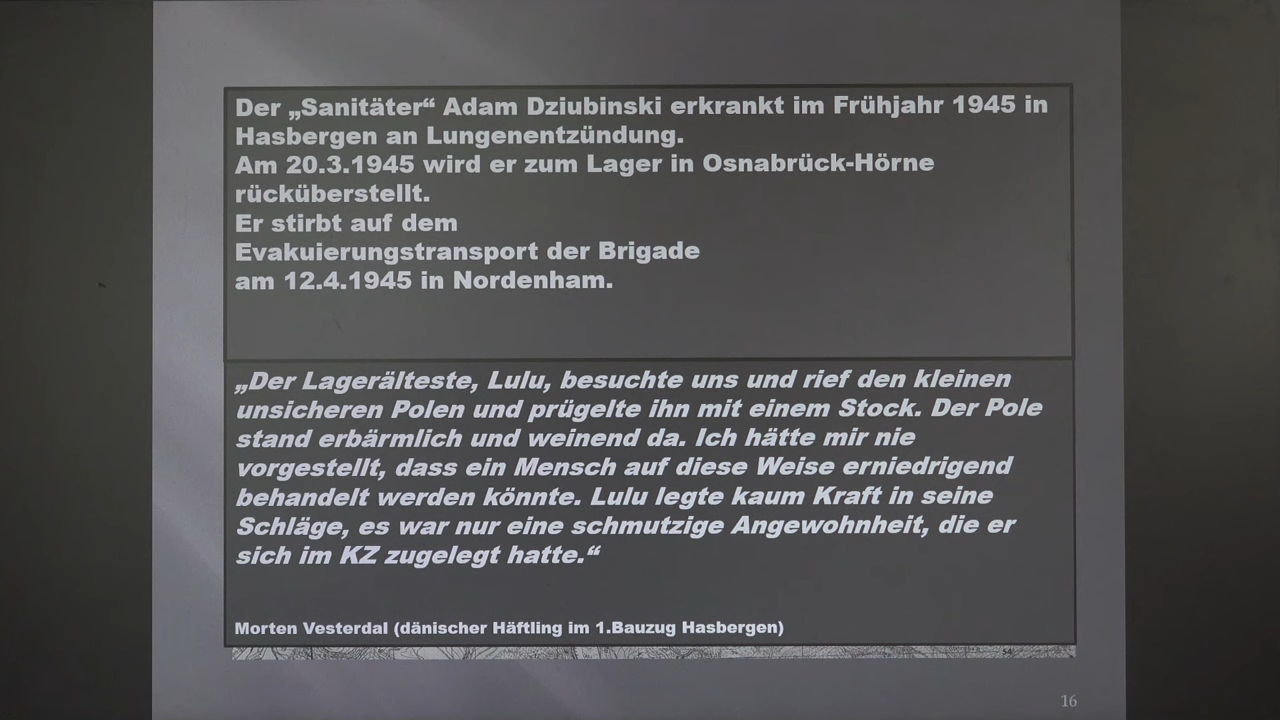 Der „Sanitäter“ Adam Dziubinski erkrankt im Frühjahr 1945 in
Hasbergen an Lungenentzündung.
Am 20.3.1945 wird er zum Lager in Osnabrück-Hörne
rücküberstellt.
Er stirbt auf dem
Evakuierungstransport der Brigade
am 12.4.1945 in Nordenham.
„Der Lagerälteste, Lulu, besuchte uns und rief den kleinen
unsicheren Polen und prügelte ihn mit einem Stock. Der Pole
stand erbärmlich und weinend da. Ich hätte mir nie
vorgestellt, dass ein Mensch auf diese Weise erniedrigend
behandelt werden könnte. Lulu legte kaum Kraft in seine
Schläge, es war nur eine schmutzige Angewohnheit, die er
sich im KZ zugelegt hatte.“
Morten Vesterdal (dänischer Häftling im 1.Bauzug Hasbergen)
16